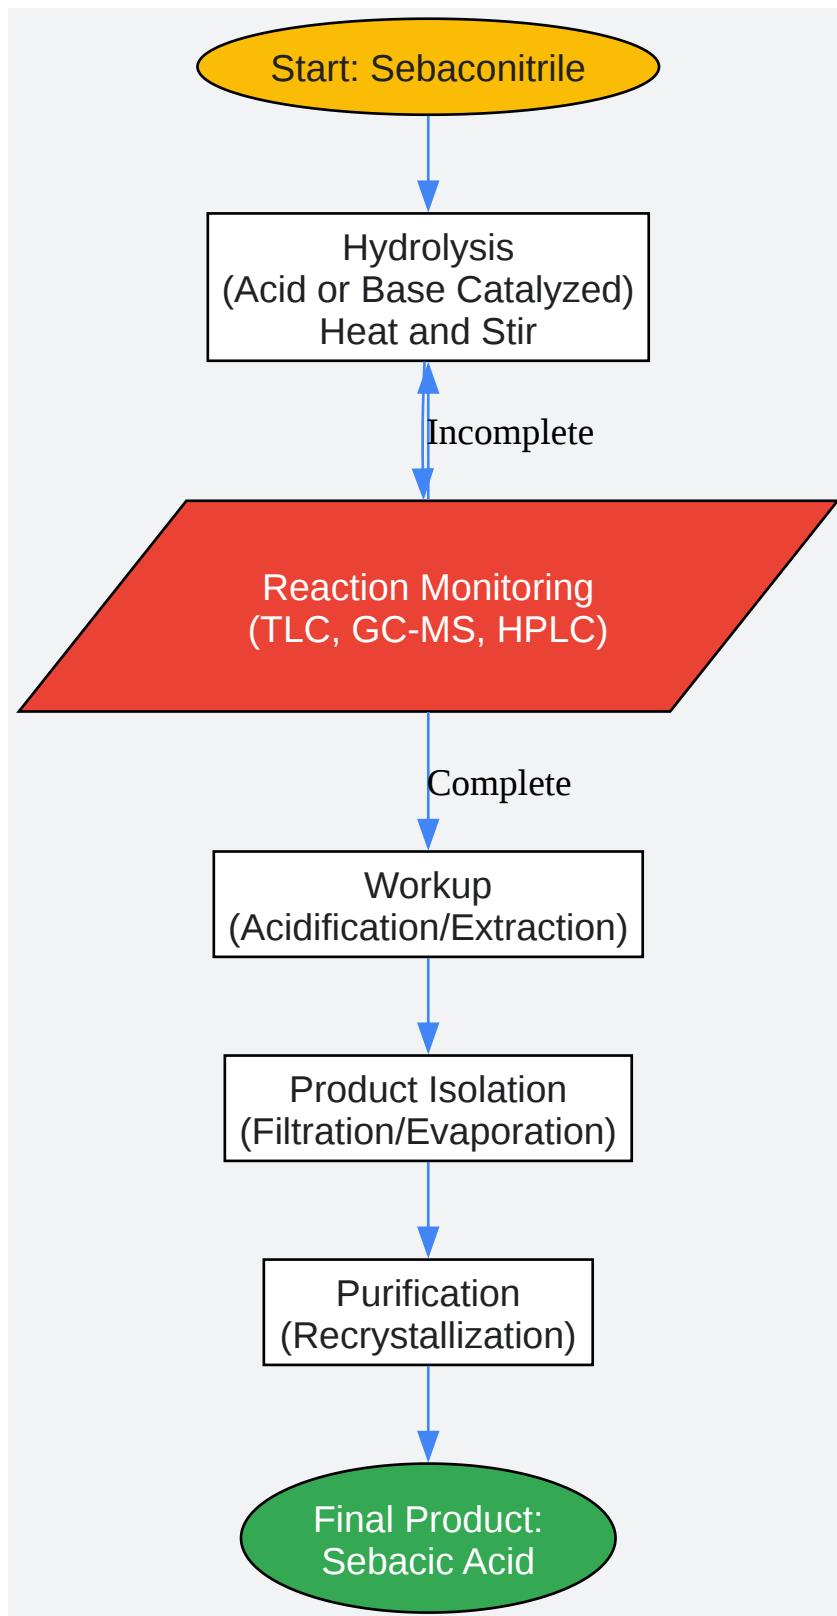 Start: Sebaconitrile
Hydrolysis
(Acid or Base Catalyzed)
Heat and Stir
Incomplete
Reaction Monitoring
(TLC, GC-MS, HPLC)
Complete
Workup
(Acidification/Extraction)
Product Isolation
(Filtration/Evaporation)
Purification
(Recrystallization)
Final Product:
Sebacic Acid